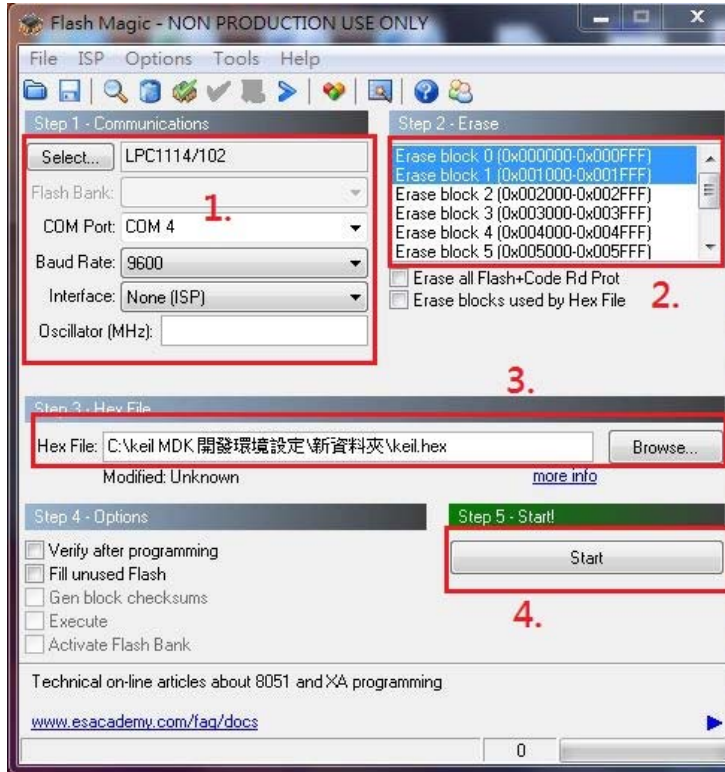 Flash Magic - NON PRODUCTION USE ONLY
File ISP Options Tools Help
Step 1 - Communications
Select... LPC1114/102
Flash Bank:
COM Port: COM 4
Baud Rate: 9600
Interface: None (ISP)
Oscillator (MHz):
1.
Step 2 - Erase
Erase block 0 (0x000000-0x000FFF)
Erase block 1 (0x001000-0x001FFF)
Erase block 2 (0x002000-0x002FFF)
Erase block 3 (0x003000-0x003FFF)
Erase block 4 (0x004000-0x004FFF)
Erase block 5 (0x005000-0x005FFF)
Erase all Flash+Code Rd Prot
Erase blocks used by Hex File
2.
3.
Step 3 - Hex File
Hex File: C:\keil MDK 開發環境設定\新資料夾\keil.hex Browse...
Modified: Unknown more info
Step 4 - Options
Verify after programming
Fill unused Flash
Gen block checksums
Execute
Activate Flash Bank
Step 5 - Start!
Start
4.
Technical on-line articles about 8051 and XA programming
www.esacademy.com/faq/docs
0